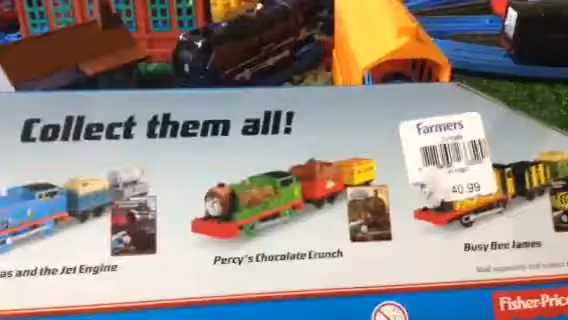 Collect them all!
Farmers
40.99
as and the Jet Engine
Percy's Chocolate Crunch
Busy Bee James
Fisher-Price